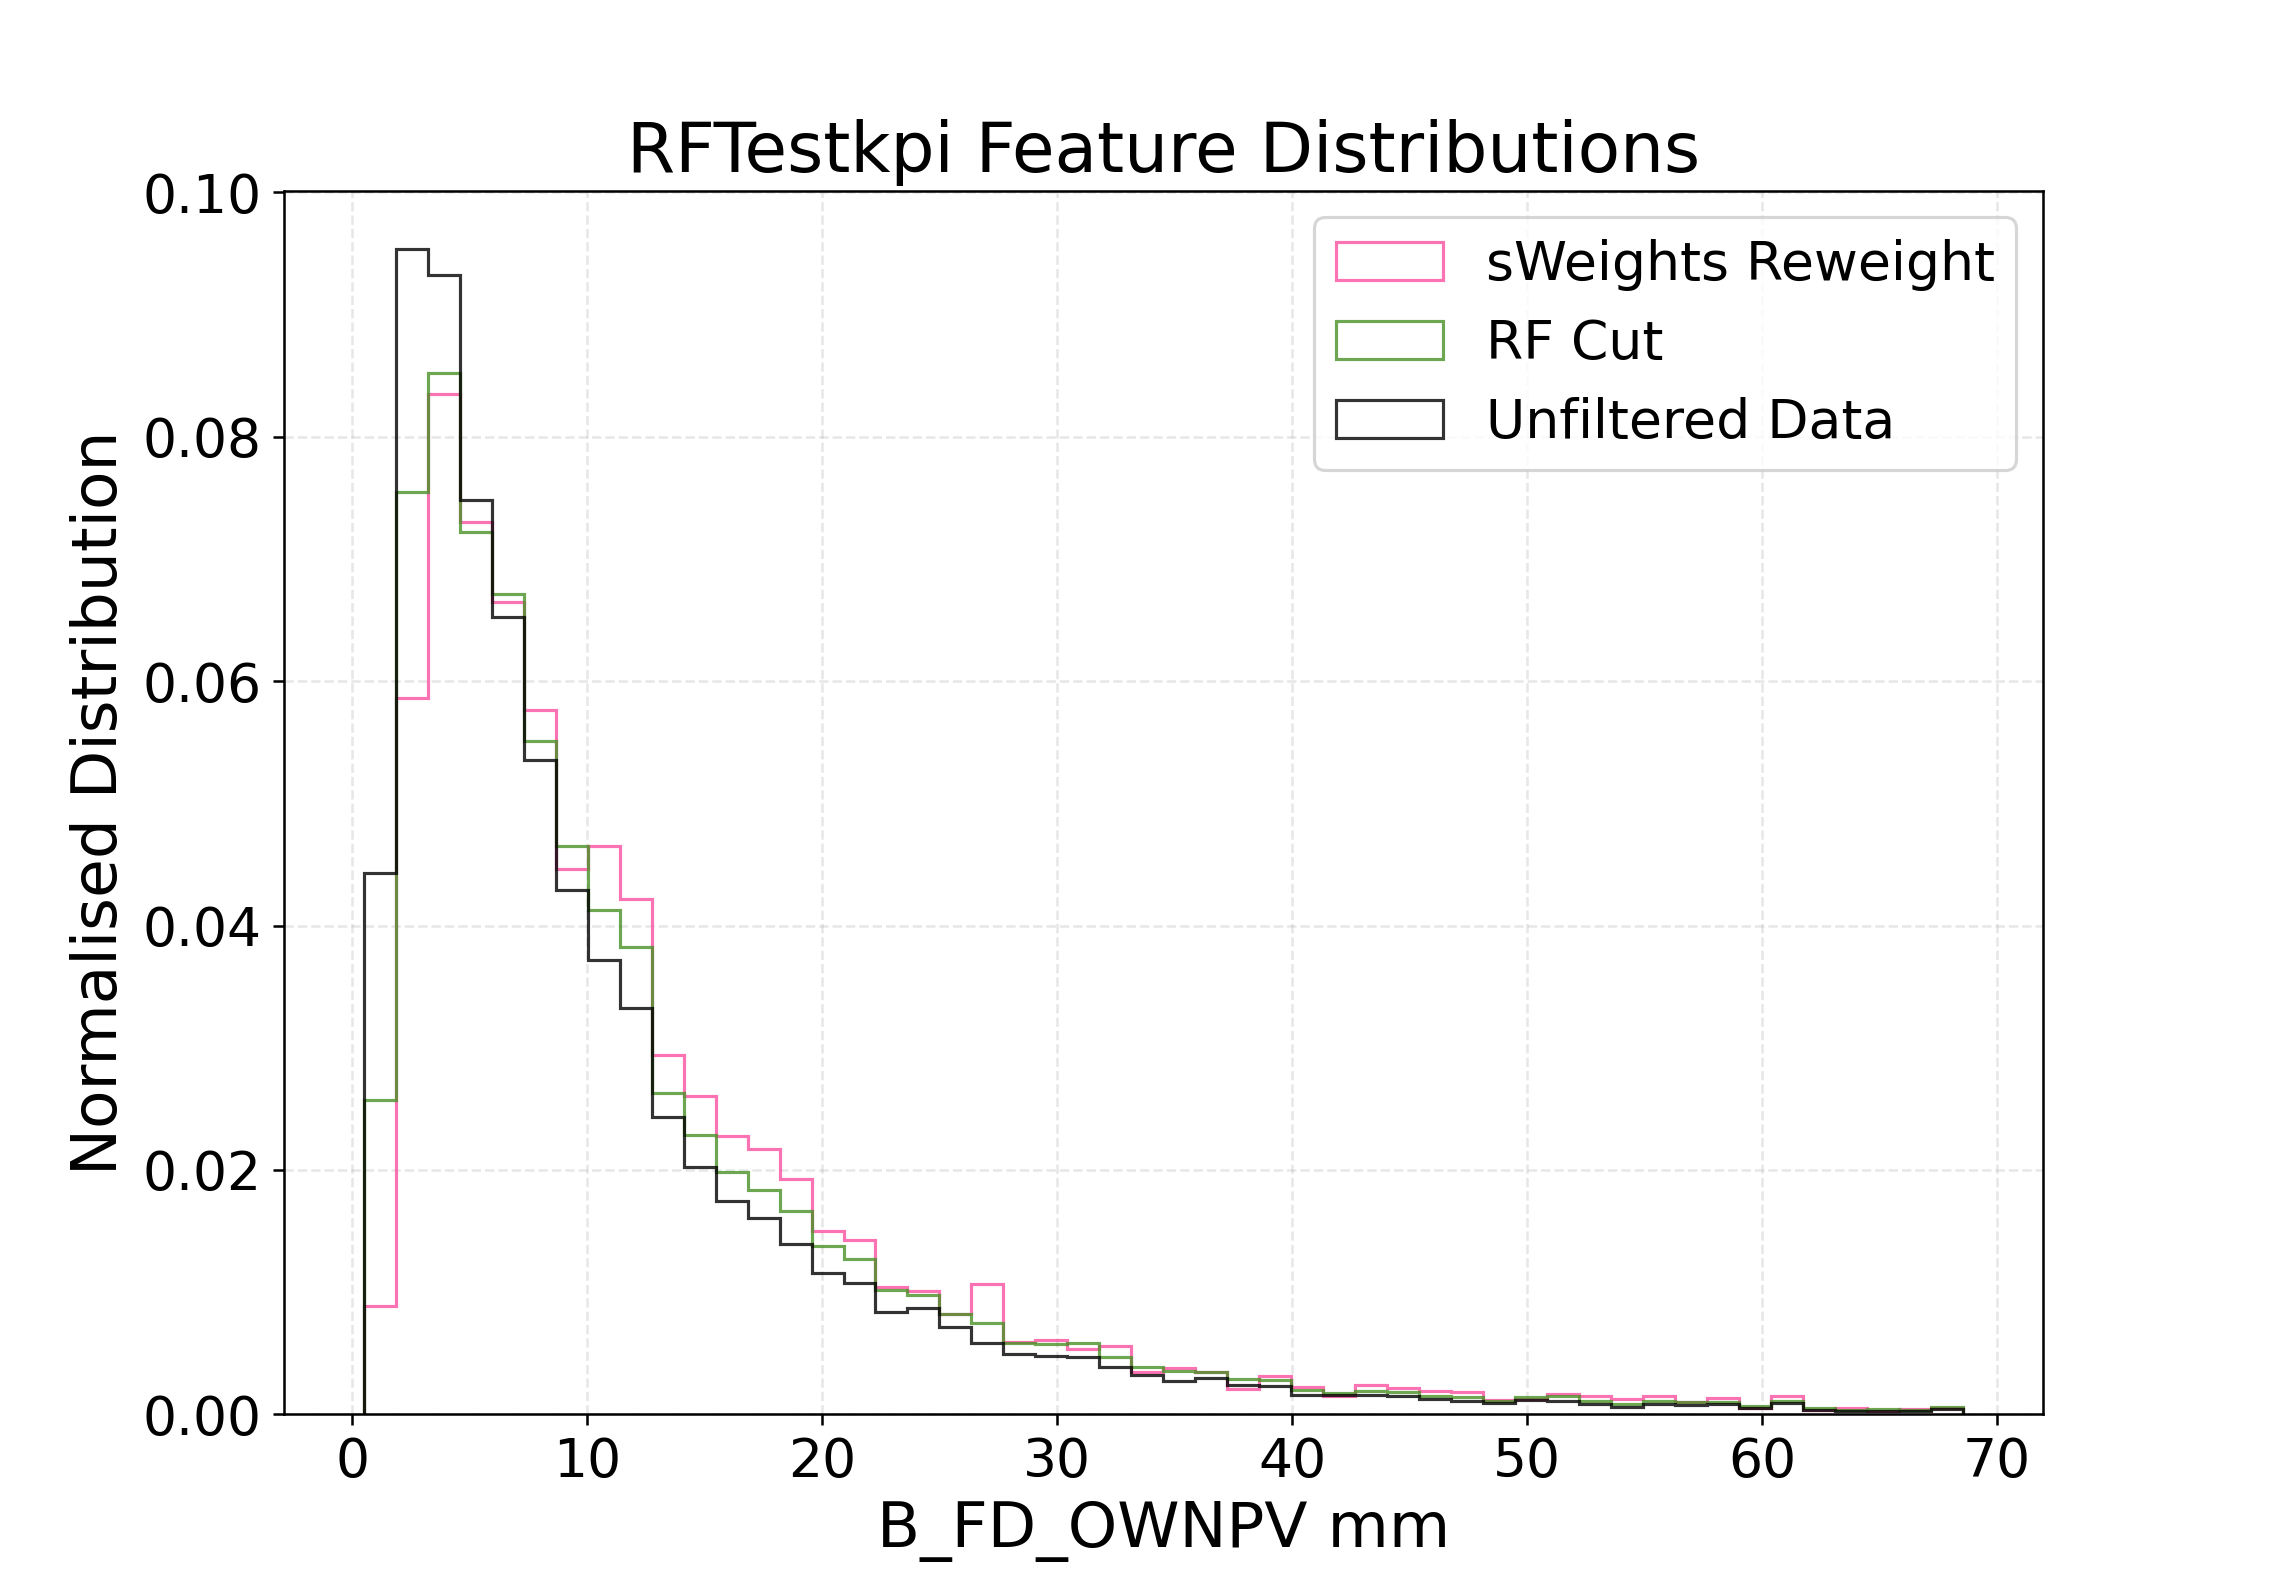 RFTestkpi Feature Distributions
0.10
0.08
0.06
0.04
0.02
0.00
Normalised Distribution
sWeights Reweight
RF Cut
Unfiltered Data
0 10 20 30 40 50 60 70
B_FD_OWNPV mm